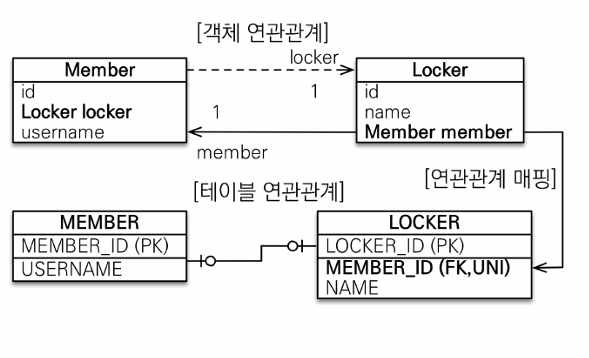 [객체 연관관계]
locker
Member
id
Locker locker
username
1
1
member
Locker
id
name
Member member
[연관관계 매핑]
[테이블 연관관계]
MEMBER
MEMBER_ID (PK)
USERNAME
LOCKER
LOCKER_ID (PK)
MEMBER_ID (FK,UNI)
NAME